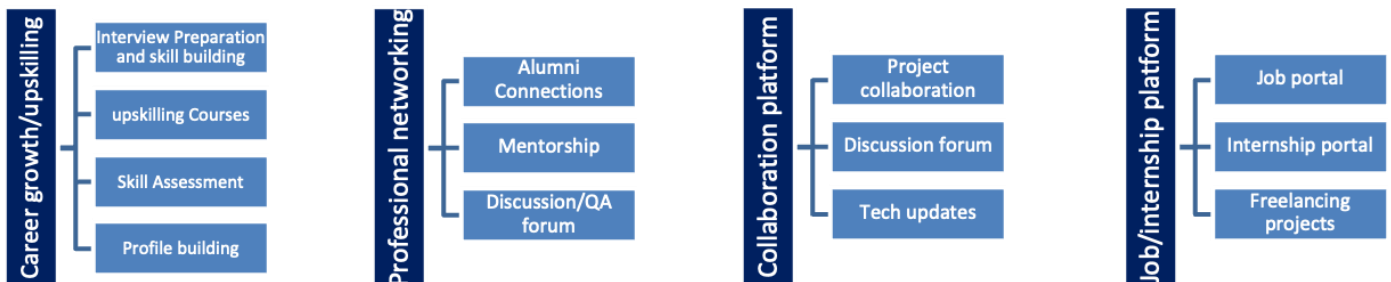 Career growth/upskilling
Interview Preparation
and skill building
upskilling Courses
Skill Assessment
Profile building
Professional networking
Alumni
Connections
Mentorship
Discussion/QA
forum
Collaboration platform
Project
collaboration
Discussion forum
Tech updates
Job/internship platform
Job portal
Internship portal
Freelancing
projects